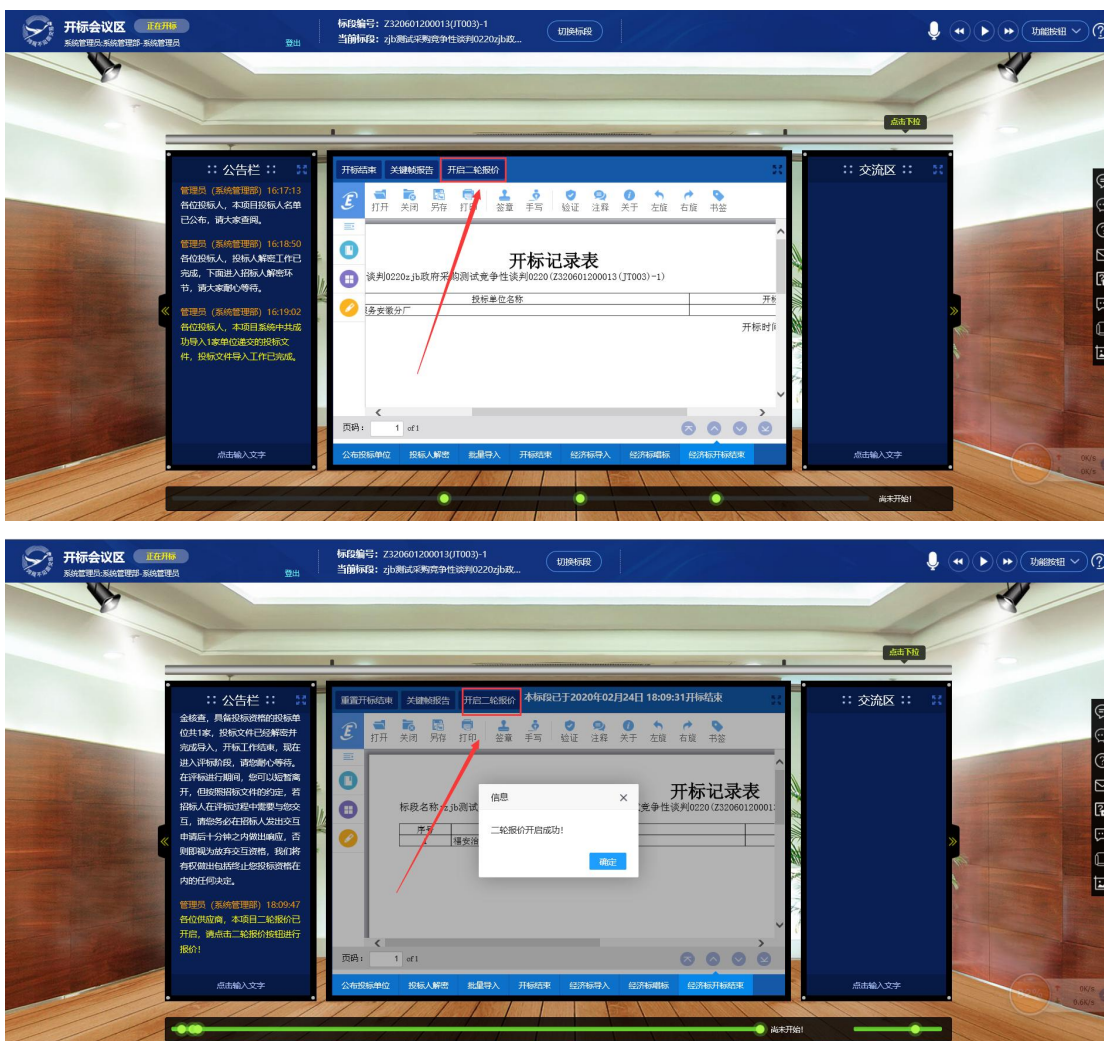 开标会议区 正在开标
系统管理员·系统管理部-系统管理员 登出
标段编号：Z320601200013(JT003)-1
当前标段：zjb测试采购竞争性谈判0220zjb政...
切换标段
功能按钮
点击下拉
:: 公告栏 ::
管理员（系统管理部）16:17:13
各位投标人，本项目投标人名单
已公布，请大家查阅。
管理员（系统管理部）16:18:50
各位投标人，投标人解密工作已
完成，下面进入招标人解密环
节，请大家耐心等待。
管理员（系统管理部）16:19:02
各位投标人，本项目系统中共成
功导入1家单位递交的投标文
件，投标文件导入工作已完成。
点击输入文字
开标结束 关键帧报告 开启二轮报价
打开 关闭 另存 打印 签章 手写 验证 注释 关于 左旋 右旋 书签
开标记录表
谈判0220zjb政府采购测试竞争性谈判0220(Z320601200013(JT003)-1)
投标单位名称 开标
务安徽分厂
开标时间
页码： 1 of1
公布投标单位 投标人解密 批量导入 开标结束 经济标导入 经济标唱标 经济标开标结束
:: 交流区 ::
点击输入文字
尚未开始!
0K/s
0K/s
开标会议区 正在开标
系统管理员·系统管理部-系统管理员 登出
标段编号：Z320601200013(JT003)-1
当前标段：zjb测试采购竞争性谈判0220zjb政...
切换标段
功能按钮
点击下拉
:: 公告栏 ::
金核查，具备投标资格的投标单
位共1家，投标文件已经解密并
完成导入，开标工作结束，现在
进入评标阶段，请您耐心等待。
在评标进行期间，您可以短暂离
开，但按照招标文件的约定，若
招标人在评标过程中需要与您交
互，请您务必在招标人发出交互
申请后十分钟之内做出响应，否
则即视为放弃交互资格，我们将
有权做出包括终止您投标资格在
内的任何决定。
管理员（系统管理部）18:09:47
各位供应商，本项目二轮报价已
开启，请点击二轮报价按钮进行
报价!
点击输入文字
重置开标结束 关键帧报告 开启二轮报价 本标段已于2020年02月24日 18:09:31开标结束
打开 关闭 另存 打印 签章 手写 验证 注释 关于 左旋 右旋 书签
开标记录表
标段名称:zjb测试 竞争性谈判0220(Z32060120001
序号
1 福安治
信息
二轮报价开启成功!
确定
页码： 1 of1
公布投标单位 投标人解密 批量导入 开标结束 经济标导入 经济标唱标 经济标开标结束
:: 交流区 ::
点击输入文字
尚未开始!